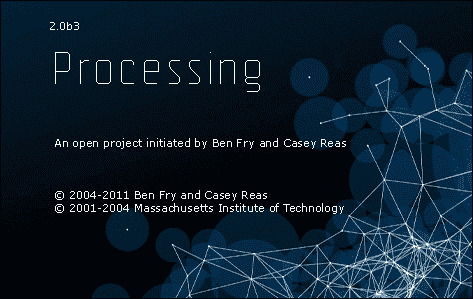 2.0b3
Processing
An open project initiated by Ben Fry and Casey Reas
© 2004-2011 Ben Fry and Casey Reas
© 2001-2004 Massachusetts Institute of Technology